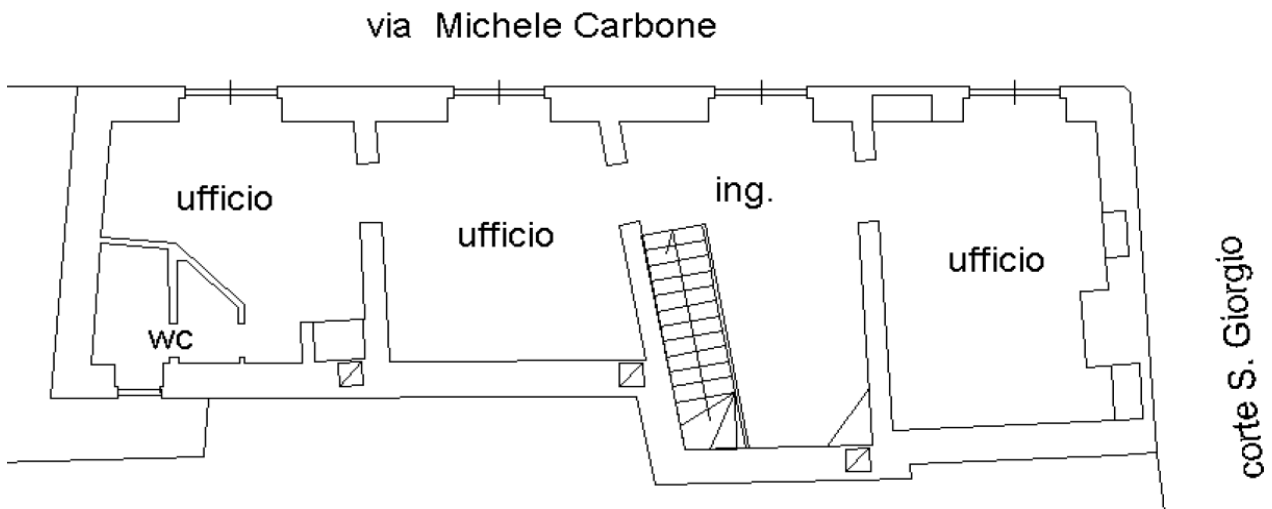 via Michele Carbone
ufficio
ufficio
ing.
ufficio
wc
corte S. Giorgio